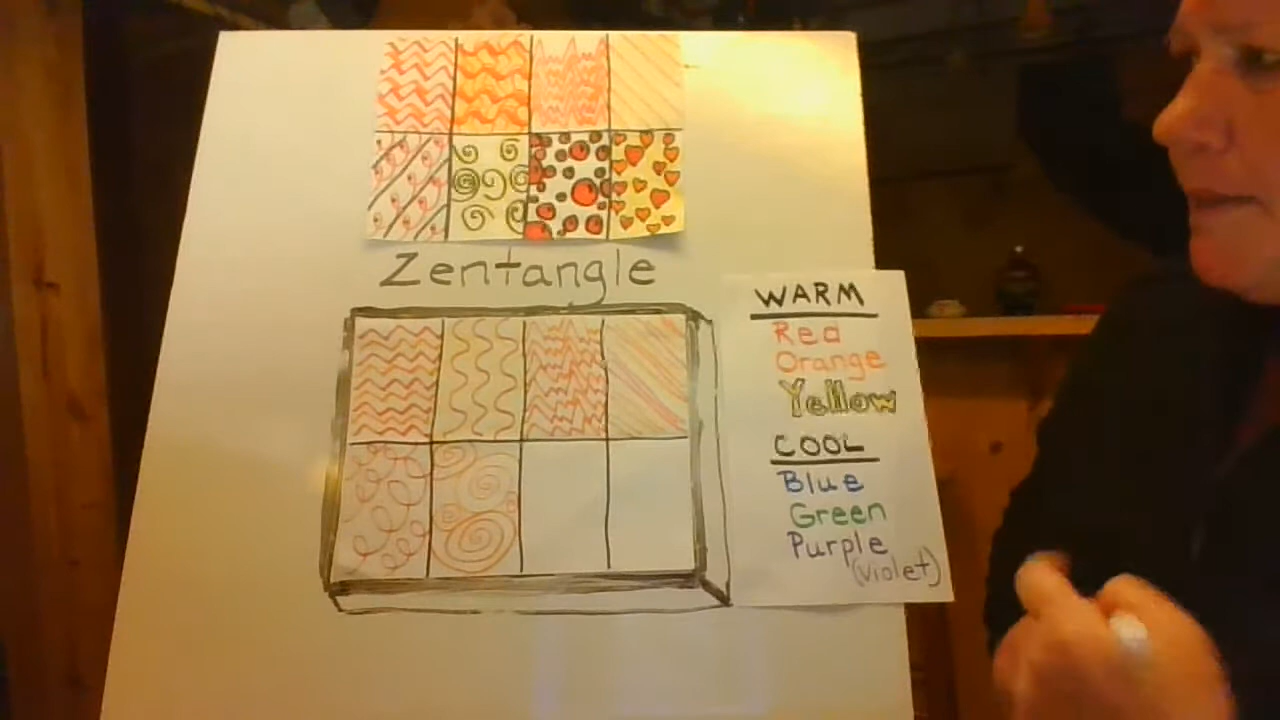 Zentangle
WARM
Red
Orange
Yellow
COOL
Blue
Green
Purple
(violet)